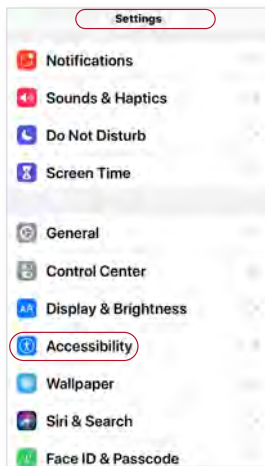 Settings
Notifications
Sounds & Haptics
Do Not Disturb
Screen Time
General
Control Center
AA Display & Brightness
Accessibility
Wallpaper
Siri & Search
Face ID & Passcode